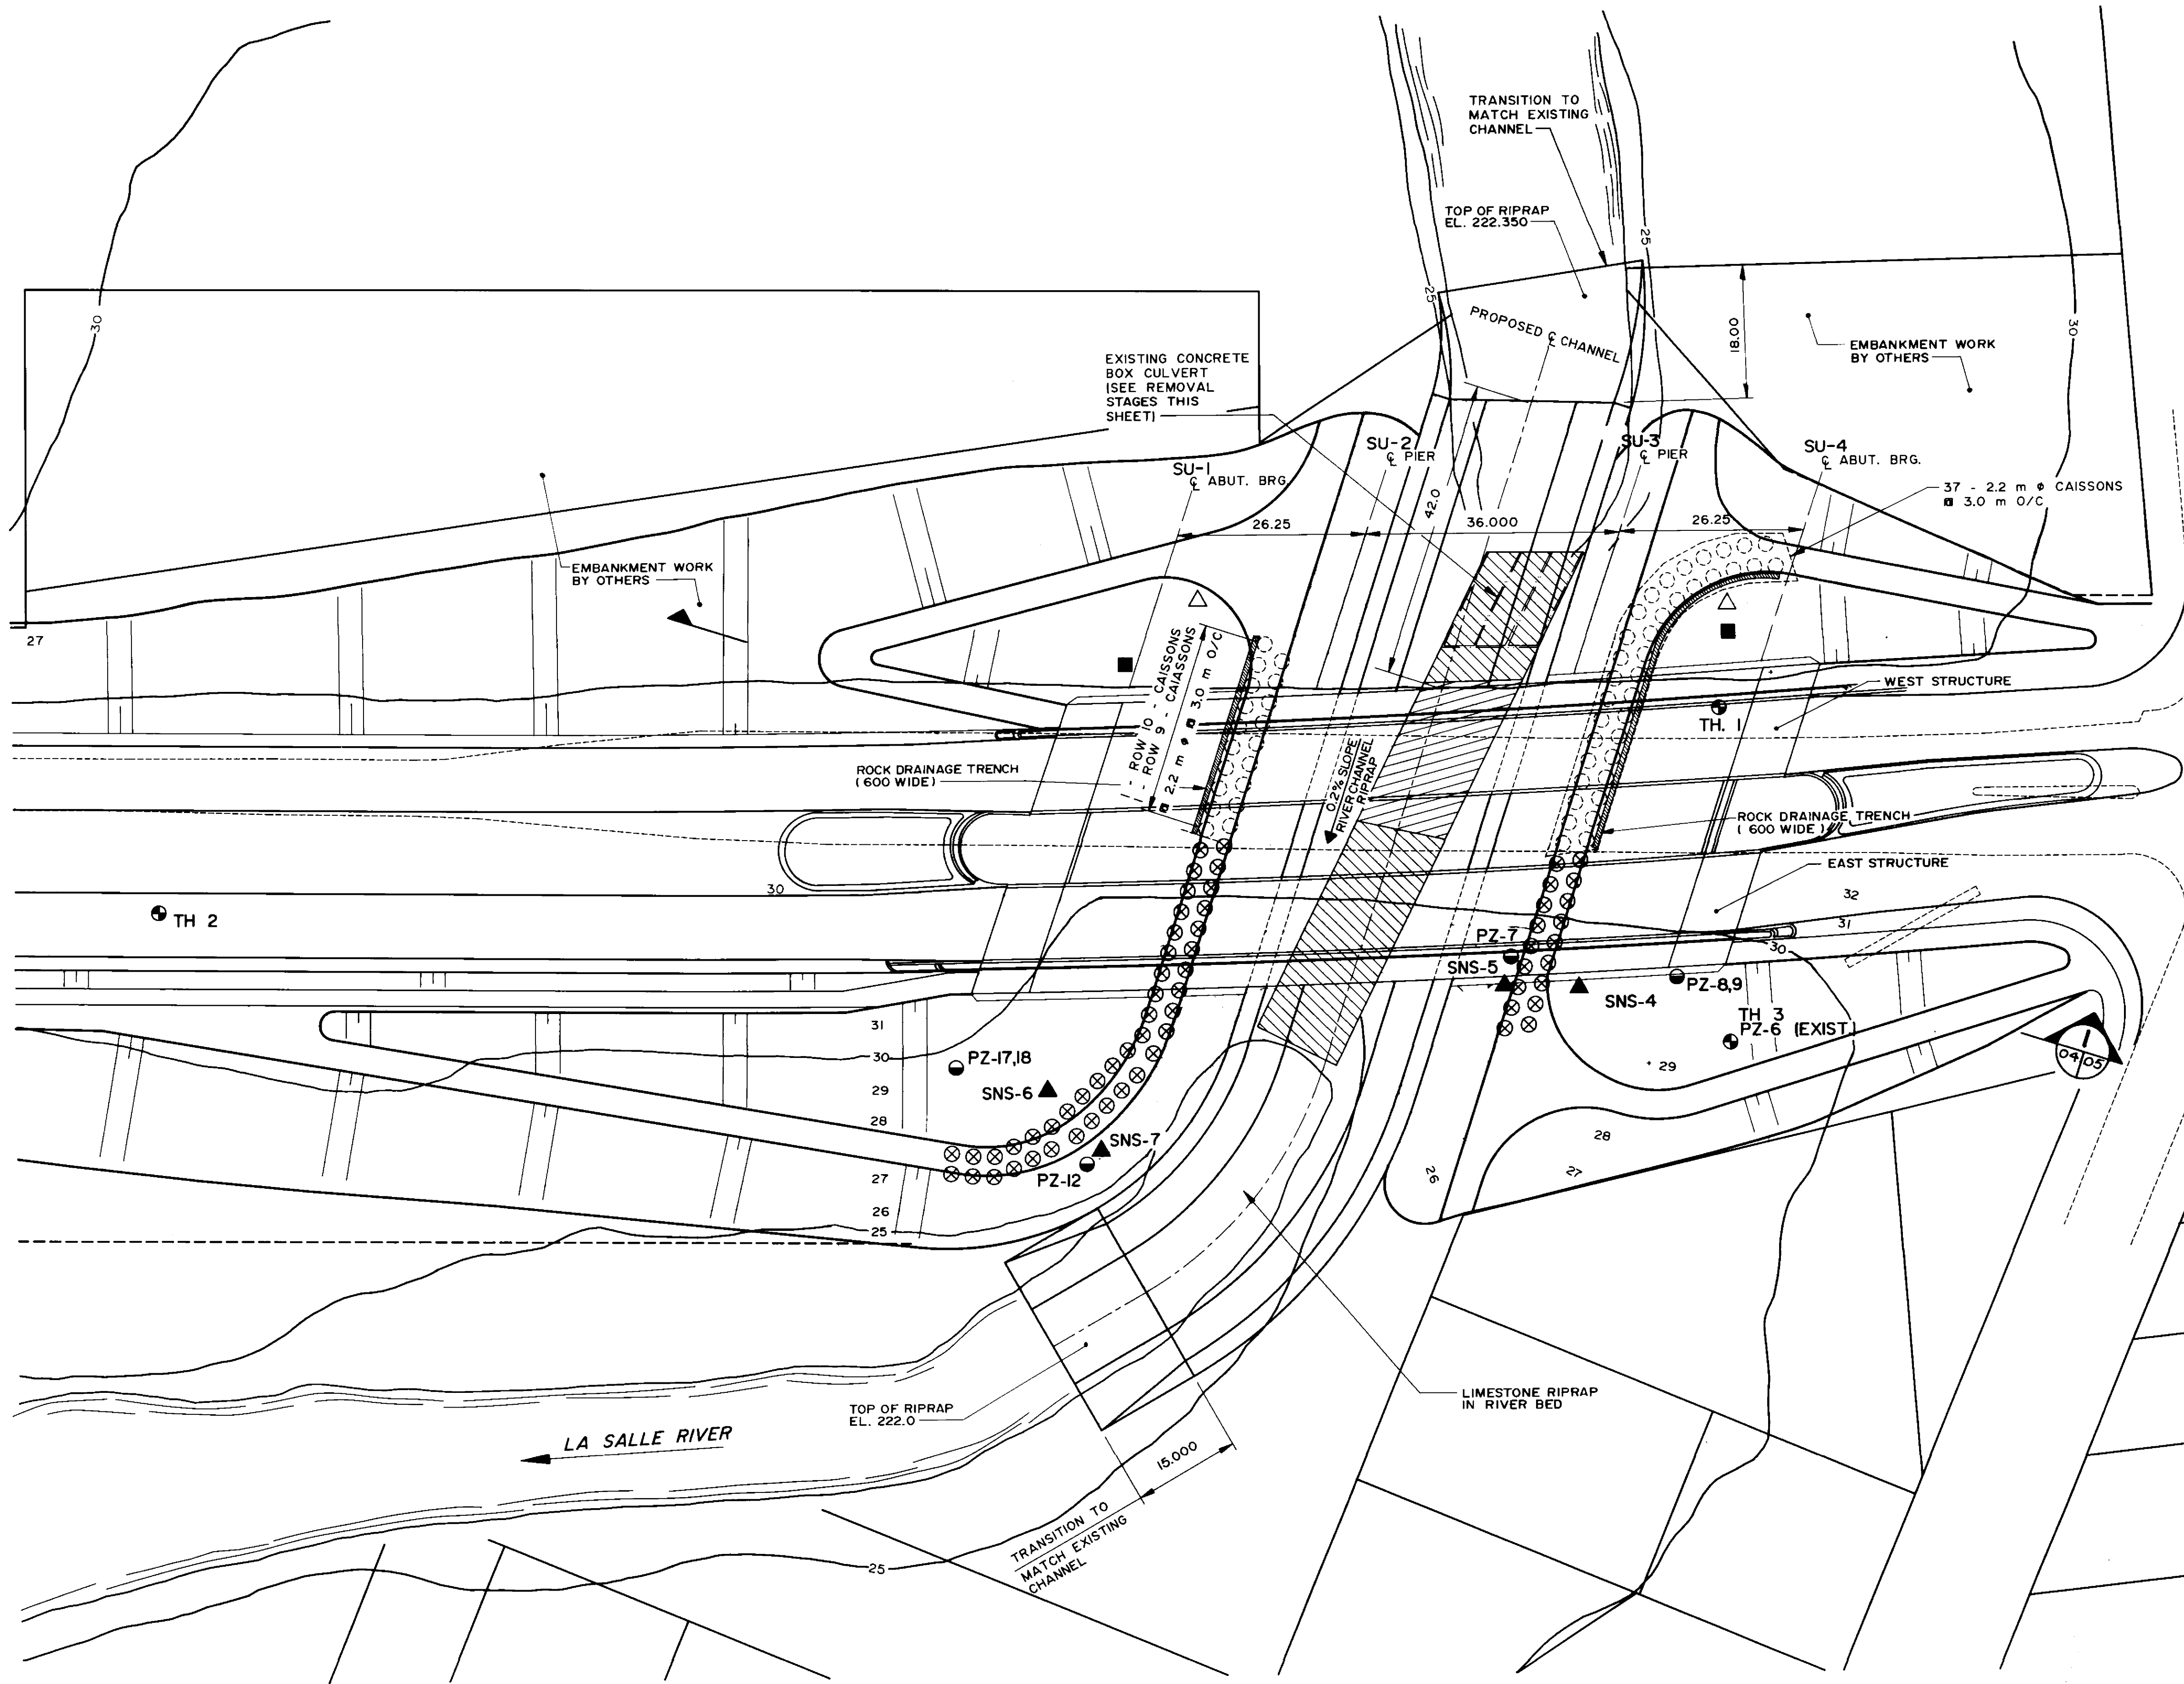 TRANSITION TO
MATCH EXISTING
CHANNEL
TOP OF RIPRAP
EL. 222.350
25
25
30
30
PROPOSED ℄ CHANNEL
18.00
EMBANKMENT WORK
BY OTHERS
EXISTING CONCRETE
BOX CULVERT
(SEE REMOVAL
STAGES THIS
SHEET)
SU-1
℄ ABUT. BRG.
SU-2
℄ PIER
SU-3
℄ PIER
SU-4
℄ ABUT. BRG.
37 - 2.2 m ϕ CAISSONS
@ 3.0 m O/C
26.25
42.0
36.000
26.25
EMBANKMENT WORK
BY OTHERS
27
- ROW 10 - CAISSONS
- ROW 9 - CAIASSONS
@ 2.2 m ϕ @ 3.0 m O/C
WEST STRUCTURE
TH. 1
ROCK DRAINAGE TRENCH
( 600 WIDE )
0.2% SLOPE
RIVER CHANNEL
RIPRAP
ROCK DRAINAGE TRENCH
( 600 WIDE )
EAST STRUCTURE
30
32
31
30
TH 2
PZ-7
SNS-5
SNS-4
PZ-8,9
TH 3
PZ-6 (EXIST.)
1
04
05
31
30
29
28
27
26
25
PZ-17,18
SNS-6
SNS-7
PZ-12
29
28
27
26
TOP OF RIPRAP
EL. 222.0
LIMESTONE RIPRAP
IN RIVER BED
LA SALLE RIVER
15.000
TRANSITION TO
MATCH EXISTING
CHANNEL
25